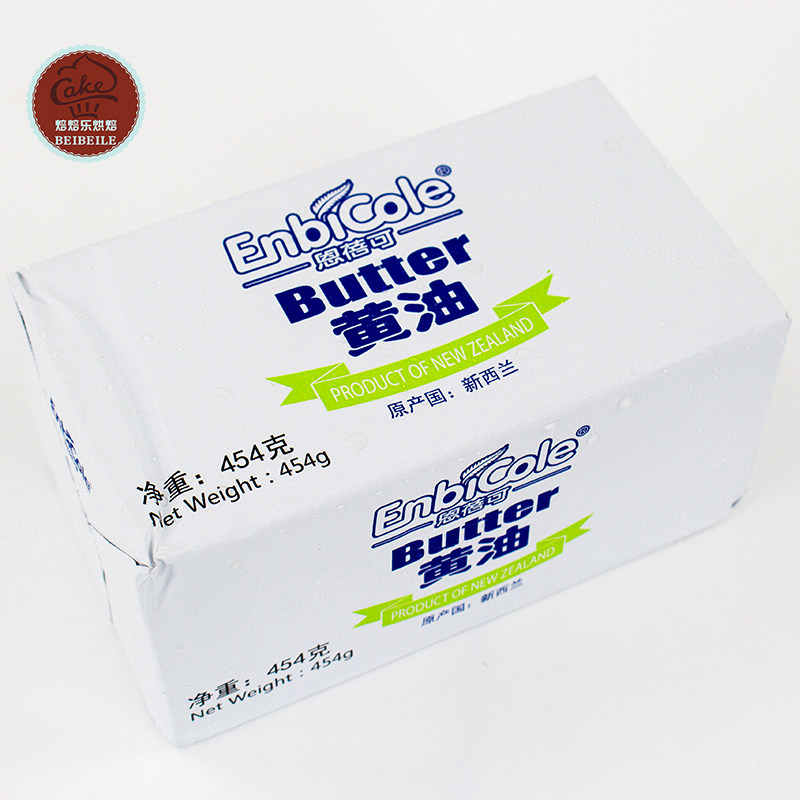 Cake
焙焙乐烘焙
BEIBEILE
EnbiCole®
恩蓓可
Butter
黄油
PRODUCT OF NEW ZEALAND
原产国：新西兰
净重：454克
Net Weight：454g
EnbiCole®
恩蓓可
Butter
黄油
PRODUCT OF NEW ZEALAND
原产国：新西兰
净重：454克
Net Weight：454g